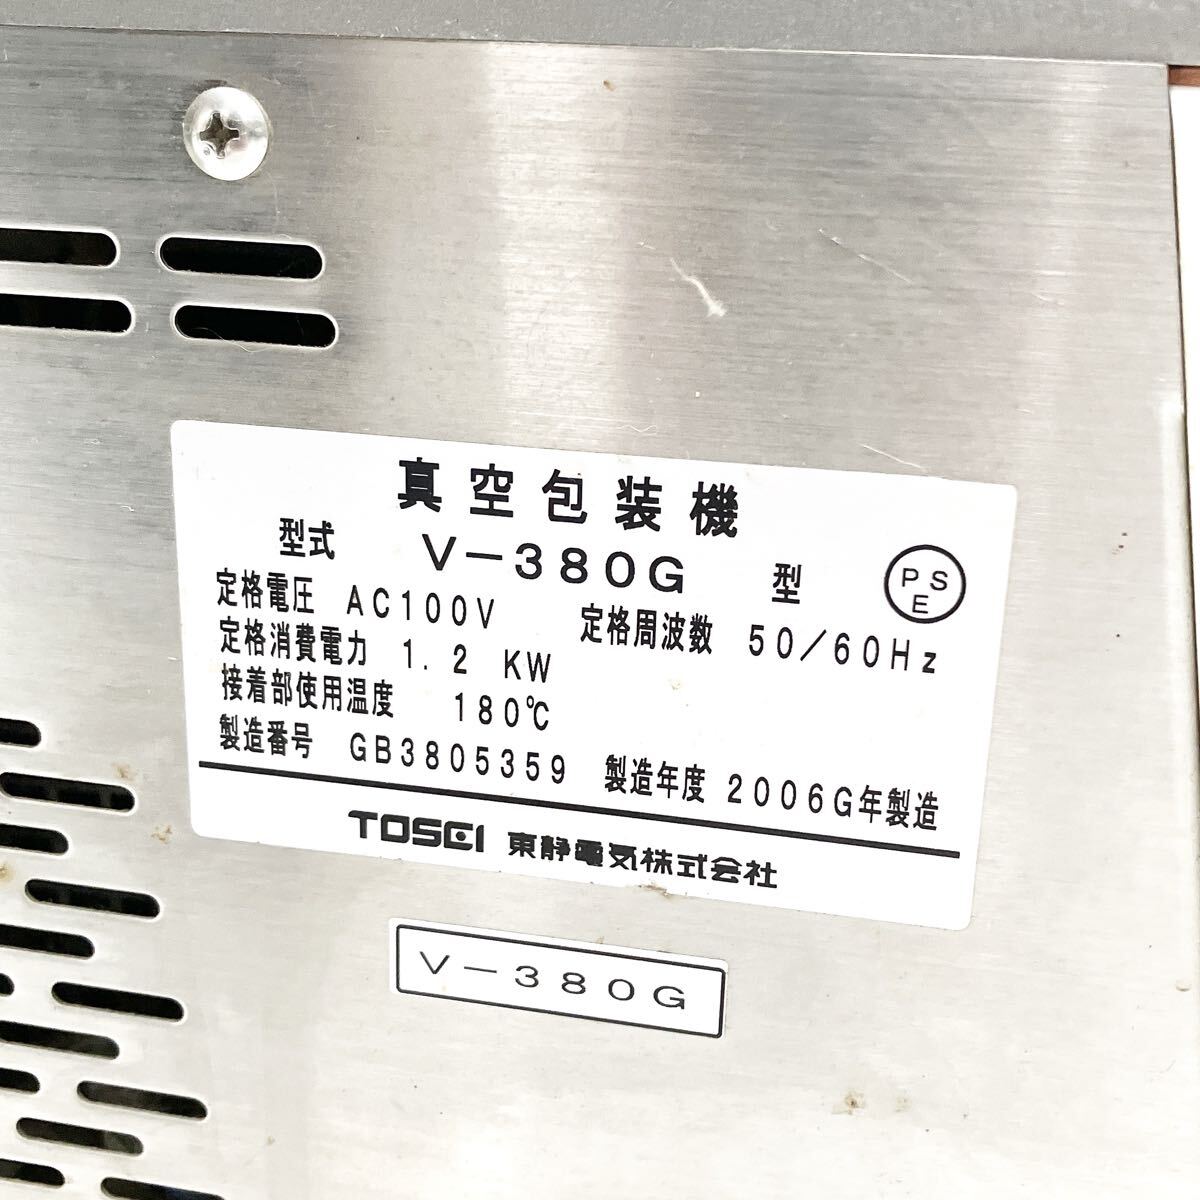 真空包装機
型式 V-380G 型 PSE
定格電圧 AC100V 定格周波数 50/60Hz
定格消費電力 1.2 KW
接着部使用温度 180℃
製造番号 GB3805359 製造年度 2006G年製造
TOSEI 東静電気株式会社
V-380G